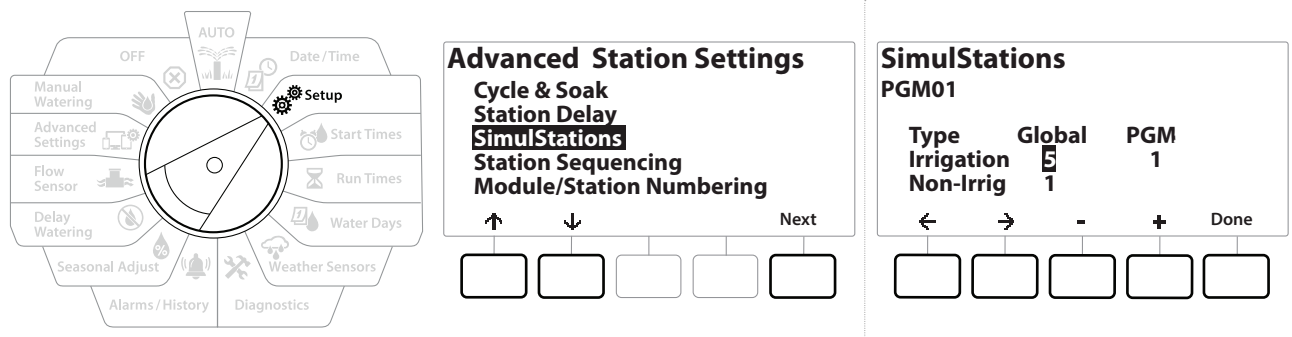 AUTO
OFF
Date/Time
Manual
Watering
Setup
Advanced
Settings
Start Times
Flow
Sensor
Run Times
Delay
Watering
Water Days
Seasonal Adjust
Weather Sensors
Alarms/History
Diagnostics
Advanced Station Settings
Cycle & Soak
Station Delay
SimulStations
Station Sequencing
Module/Station Numbering
↑ ↓ Next
SimulStations
PGM01
Type Global PGM
Irrigation 5 1
Non-Irrig 1
← → - + Done